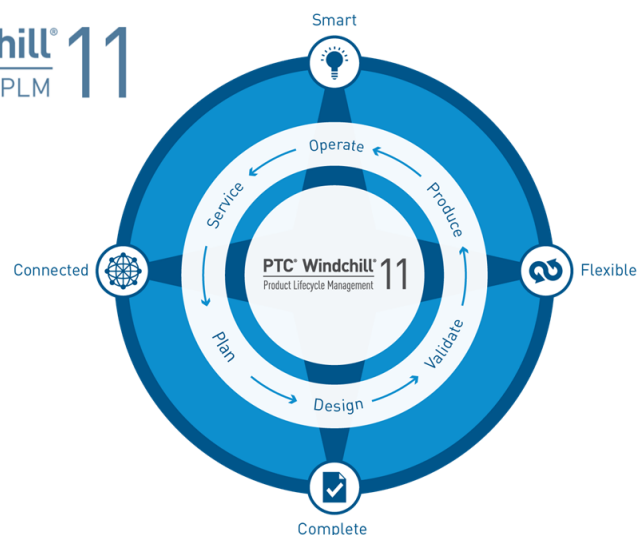 Smart
hill® 11
PLM
Operate
Service
Produce
Connected
PTC® Windchill® 11
Product Lifecycle Management
Flexible
Plan
Validate
Design
Complete